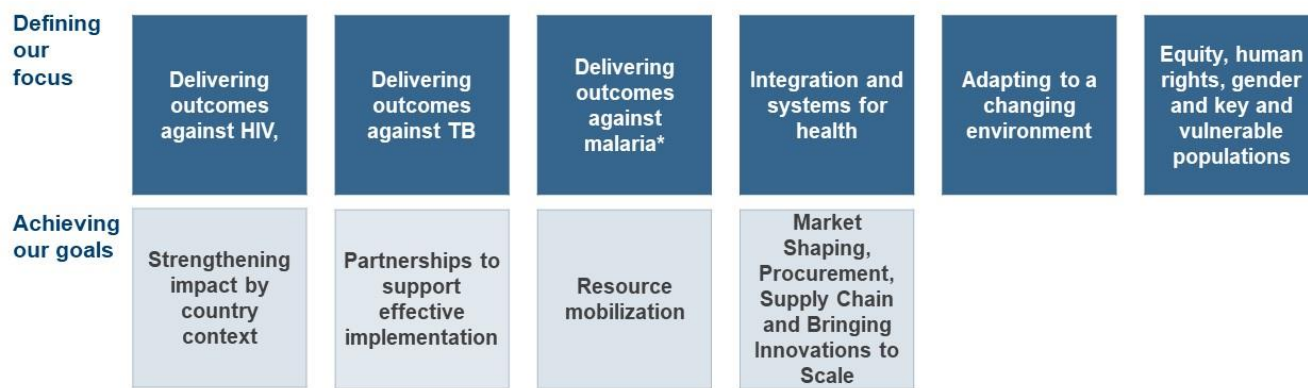 Defining
our
focus
Delivering
outcomes
against HIV,
Delivering
outcomes
against TB
Delivering
outcomes
against
malaria*
Integration and
systems for
health
Adapting to a
changing
environment
Equity, human
rights, gender
and key and
vulnerable
populations
Achieving
our goals
Strengthening
impact by
country
context
Partnerships to
support
effective
implementation
Resource
mobilization
Market
Shaping,
Procurement,
Supply Chain
and Bringing
Innovations to
Scale